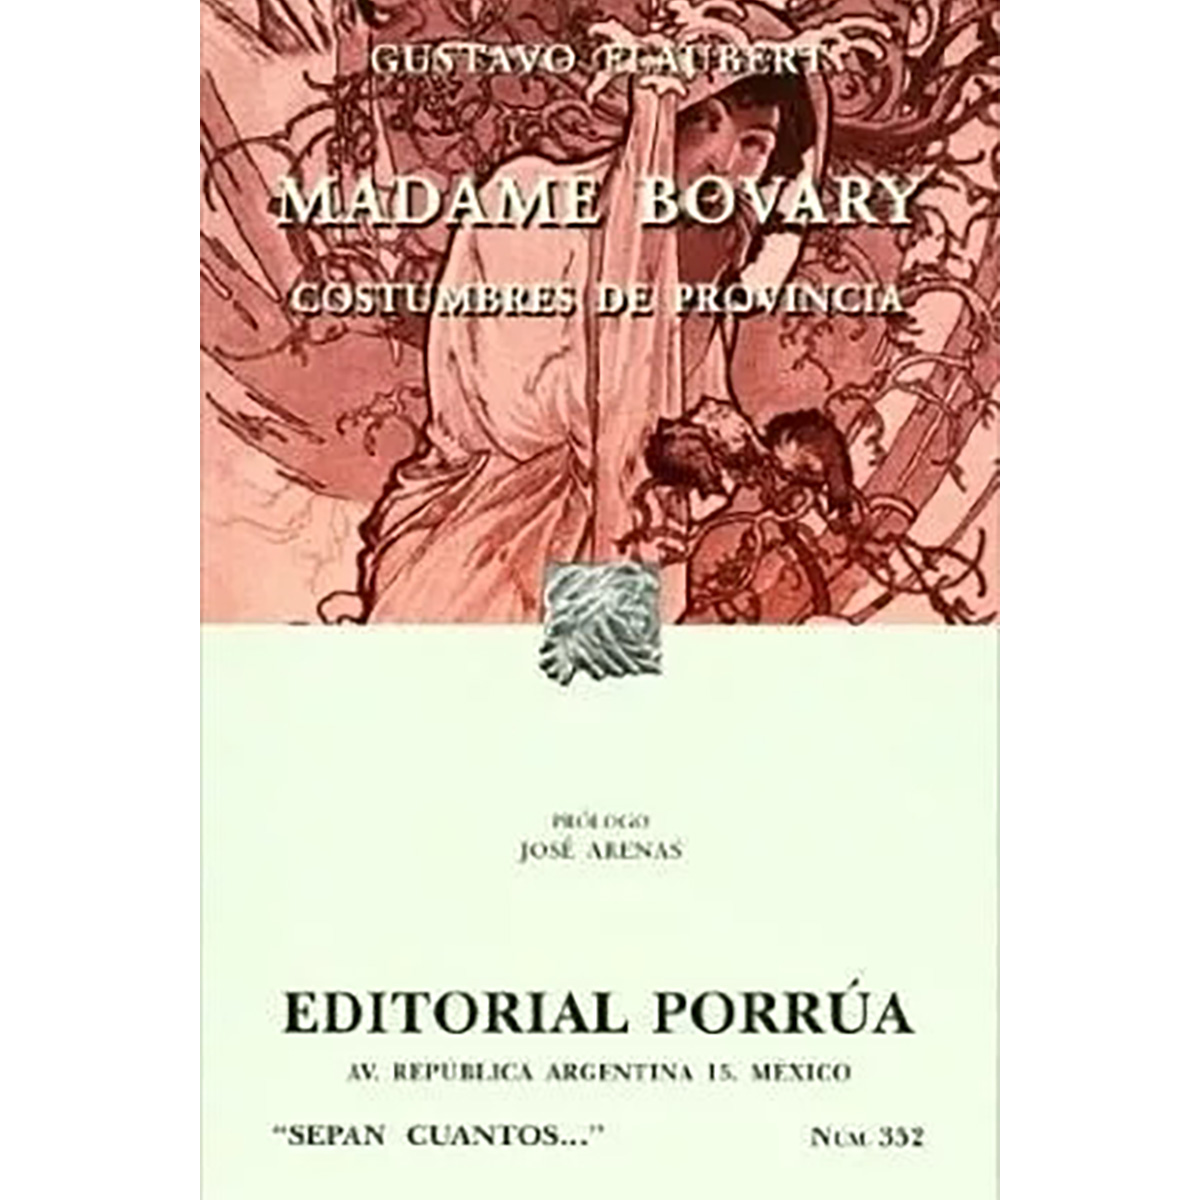 GUSTAVO FLAUBERT
MADAME BOVARY
COSTUMBRES DE PROVINCIA
PRÓLOGO
JOSÉ ARENAS
EDITORIAL PORRÚA
AV. REPÚBLICA ARGENTINA 15, MÉXICO
"SEPAN CUANTOS..." NÚM. 352